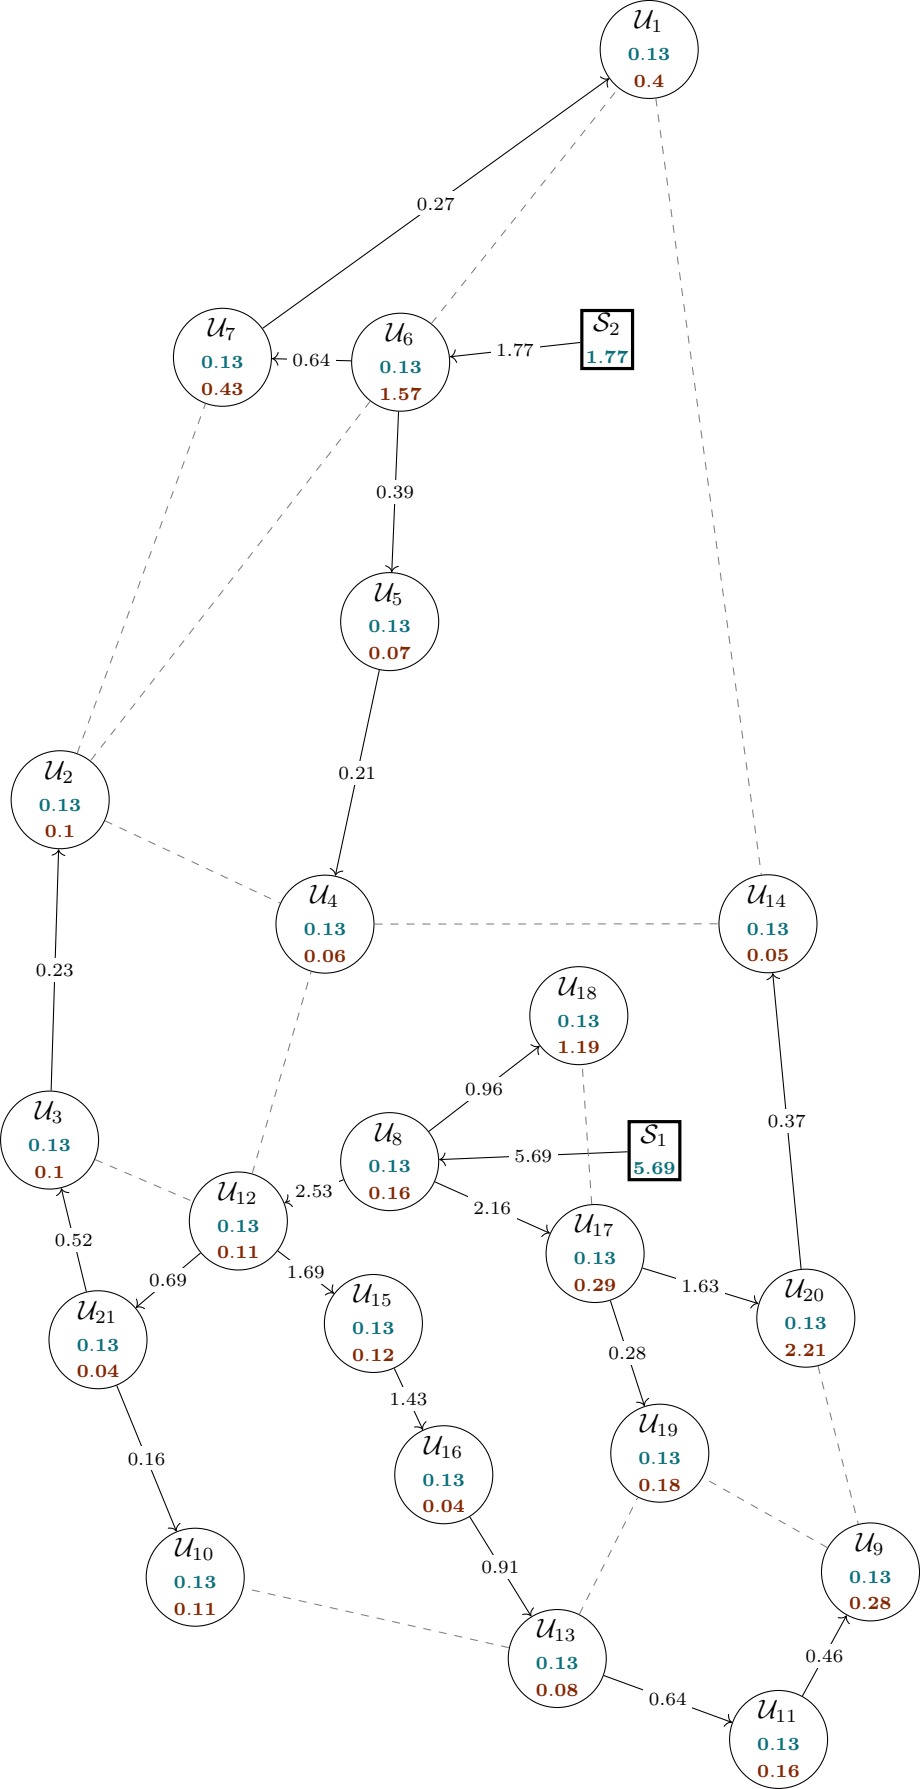 𝒰₁
0.13
0.4
0.27
𝒰₇
0.13
0.43
0.64
𝒰₆
0.13
1.57
1.77
𝒮₂
1.77
0.39
𝒰₅
0.13
0.07
0.21
𝒰₂
0.13
0.1
𝒰₄
0.13
0.06
𝒰₁₄
0.13
0.05
0.23
𝒰₁₈
0.13
1.19
0.96
0.37
𝒰₃
0.13
0.1
𝒰₈
0.13
0.16
5.69
𝒮₁
5.69
𝒰₁₂
0.13
0.11
2.53
2.16
𝒰₁₇
0.13
0.29
0.52
0.69
1.69
1.63
𝒰₂₁
0.13
0.04
𝒰₁₅
0.13
0.12
𝒰₂₀
0.13
2.21
0.28
1.43
0.16
𝒰₁₆
0.13
0.04
𝒰₁₉
0.13
0.18
𝒰₁₀
0.13
0.11
0.91
𝒰₉
0.13
0.28
𝒰₁₃
0.13
0.08
0.46
0.64
𝒰₁₁
0.13
0.16